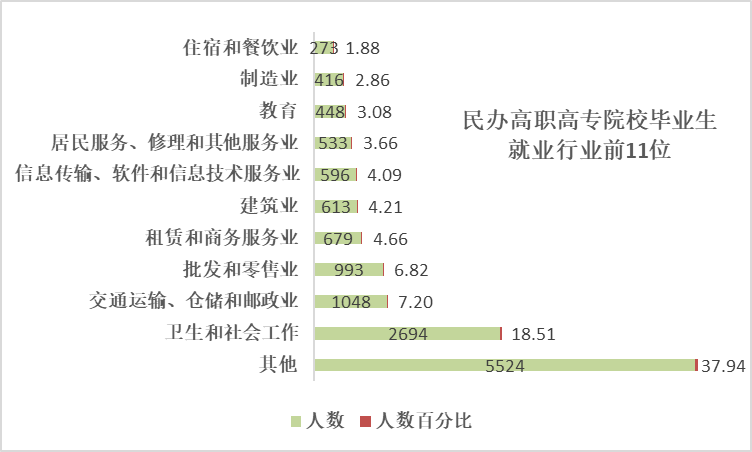 民办高职高专院校毕业生
就业行业前11位
住宿和餐饮业 273 1.88
制造业 416 2.86
教育 448 3.08
居民服务、修理和其他服务业 533 3.66
信息传输、软件和信息技术服务业 596 4.09
建筑业 613 4.21
租赁和商务服务业 679 4.66
批发和零售业 993 6.82
交通运输、仓储和邮政业 1048 7.20
卫生和社会工作 2694 18.51
其他 5524 37.94
人数 人数百分比